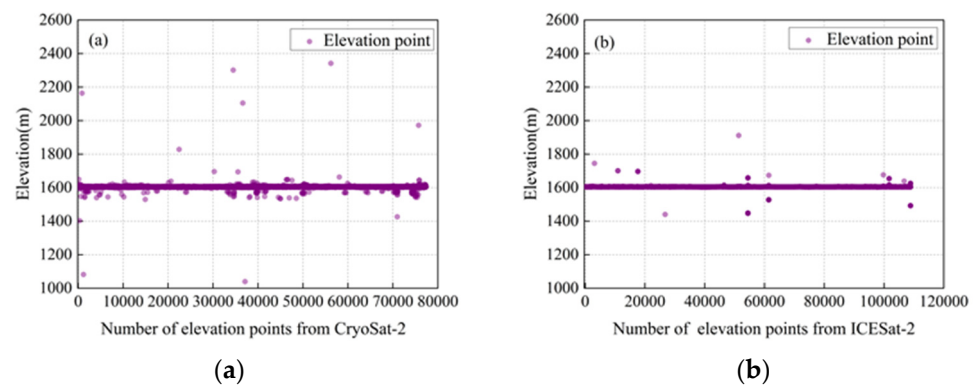 (a)
Elevation point
2600
2400
2200
2000
1800
1600
1400
1200
1000
Elevation(m)
0 10000 20000 30000 40000 50000 60000 70000 80000
Number of elevation points from CryoSat-2
(a)
(b)
Elevation point
2600
2400
2200
2000
1800
1600
1400
1200
1000
Elevation(m)
0 20000 40000 60000 80000 100000 120000
Number of elevation points from ICESat-2
(b)